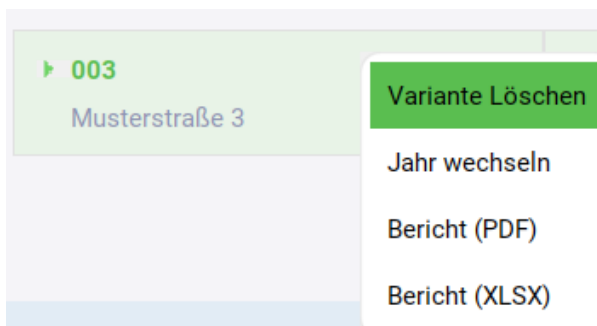 003
Musterstraße 3
Variante Löschen
Jahr wechseln
Bericht (PDF)
Bericht (XLSX)